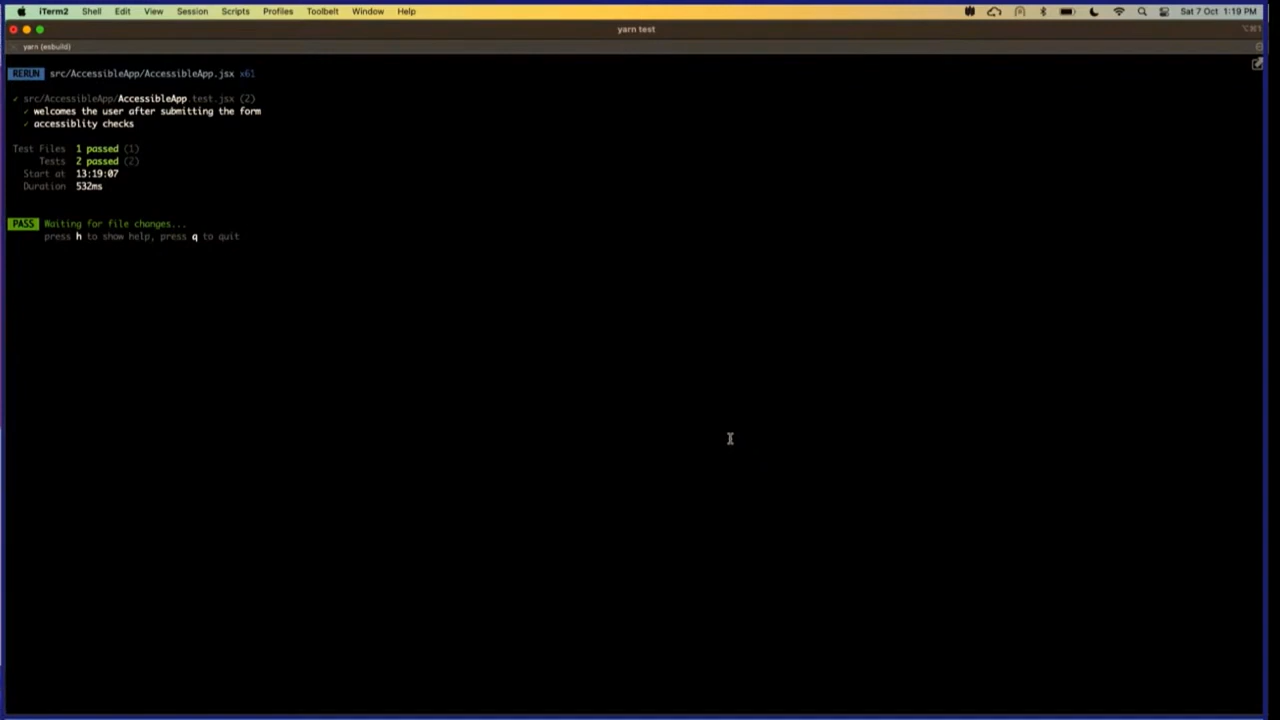 iTerm2 Shell Edit View Session Scripts Profiles Toolbelt Window Help Sat 7 Oct 1:19 PM
yarn test
yarn (esbuild)
RERUN src/AccessibleApp/AccessibleApp.jsx x61
✓ src/AccessibleApp/AccessibleApp.test.jsx (2)
✓ welcomes the user after submitting the form
✓ accessiblity checks
Test Files 1 passed (1)
Tests 2 passed (2)
Start at 13:19:07
Duration 532ms
PASS Waiting for file changes...
press h to show help, press q to quit